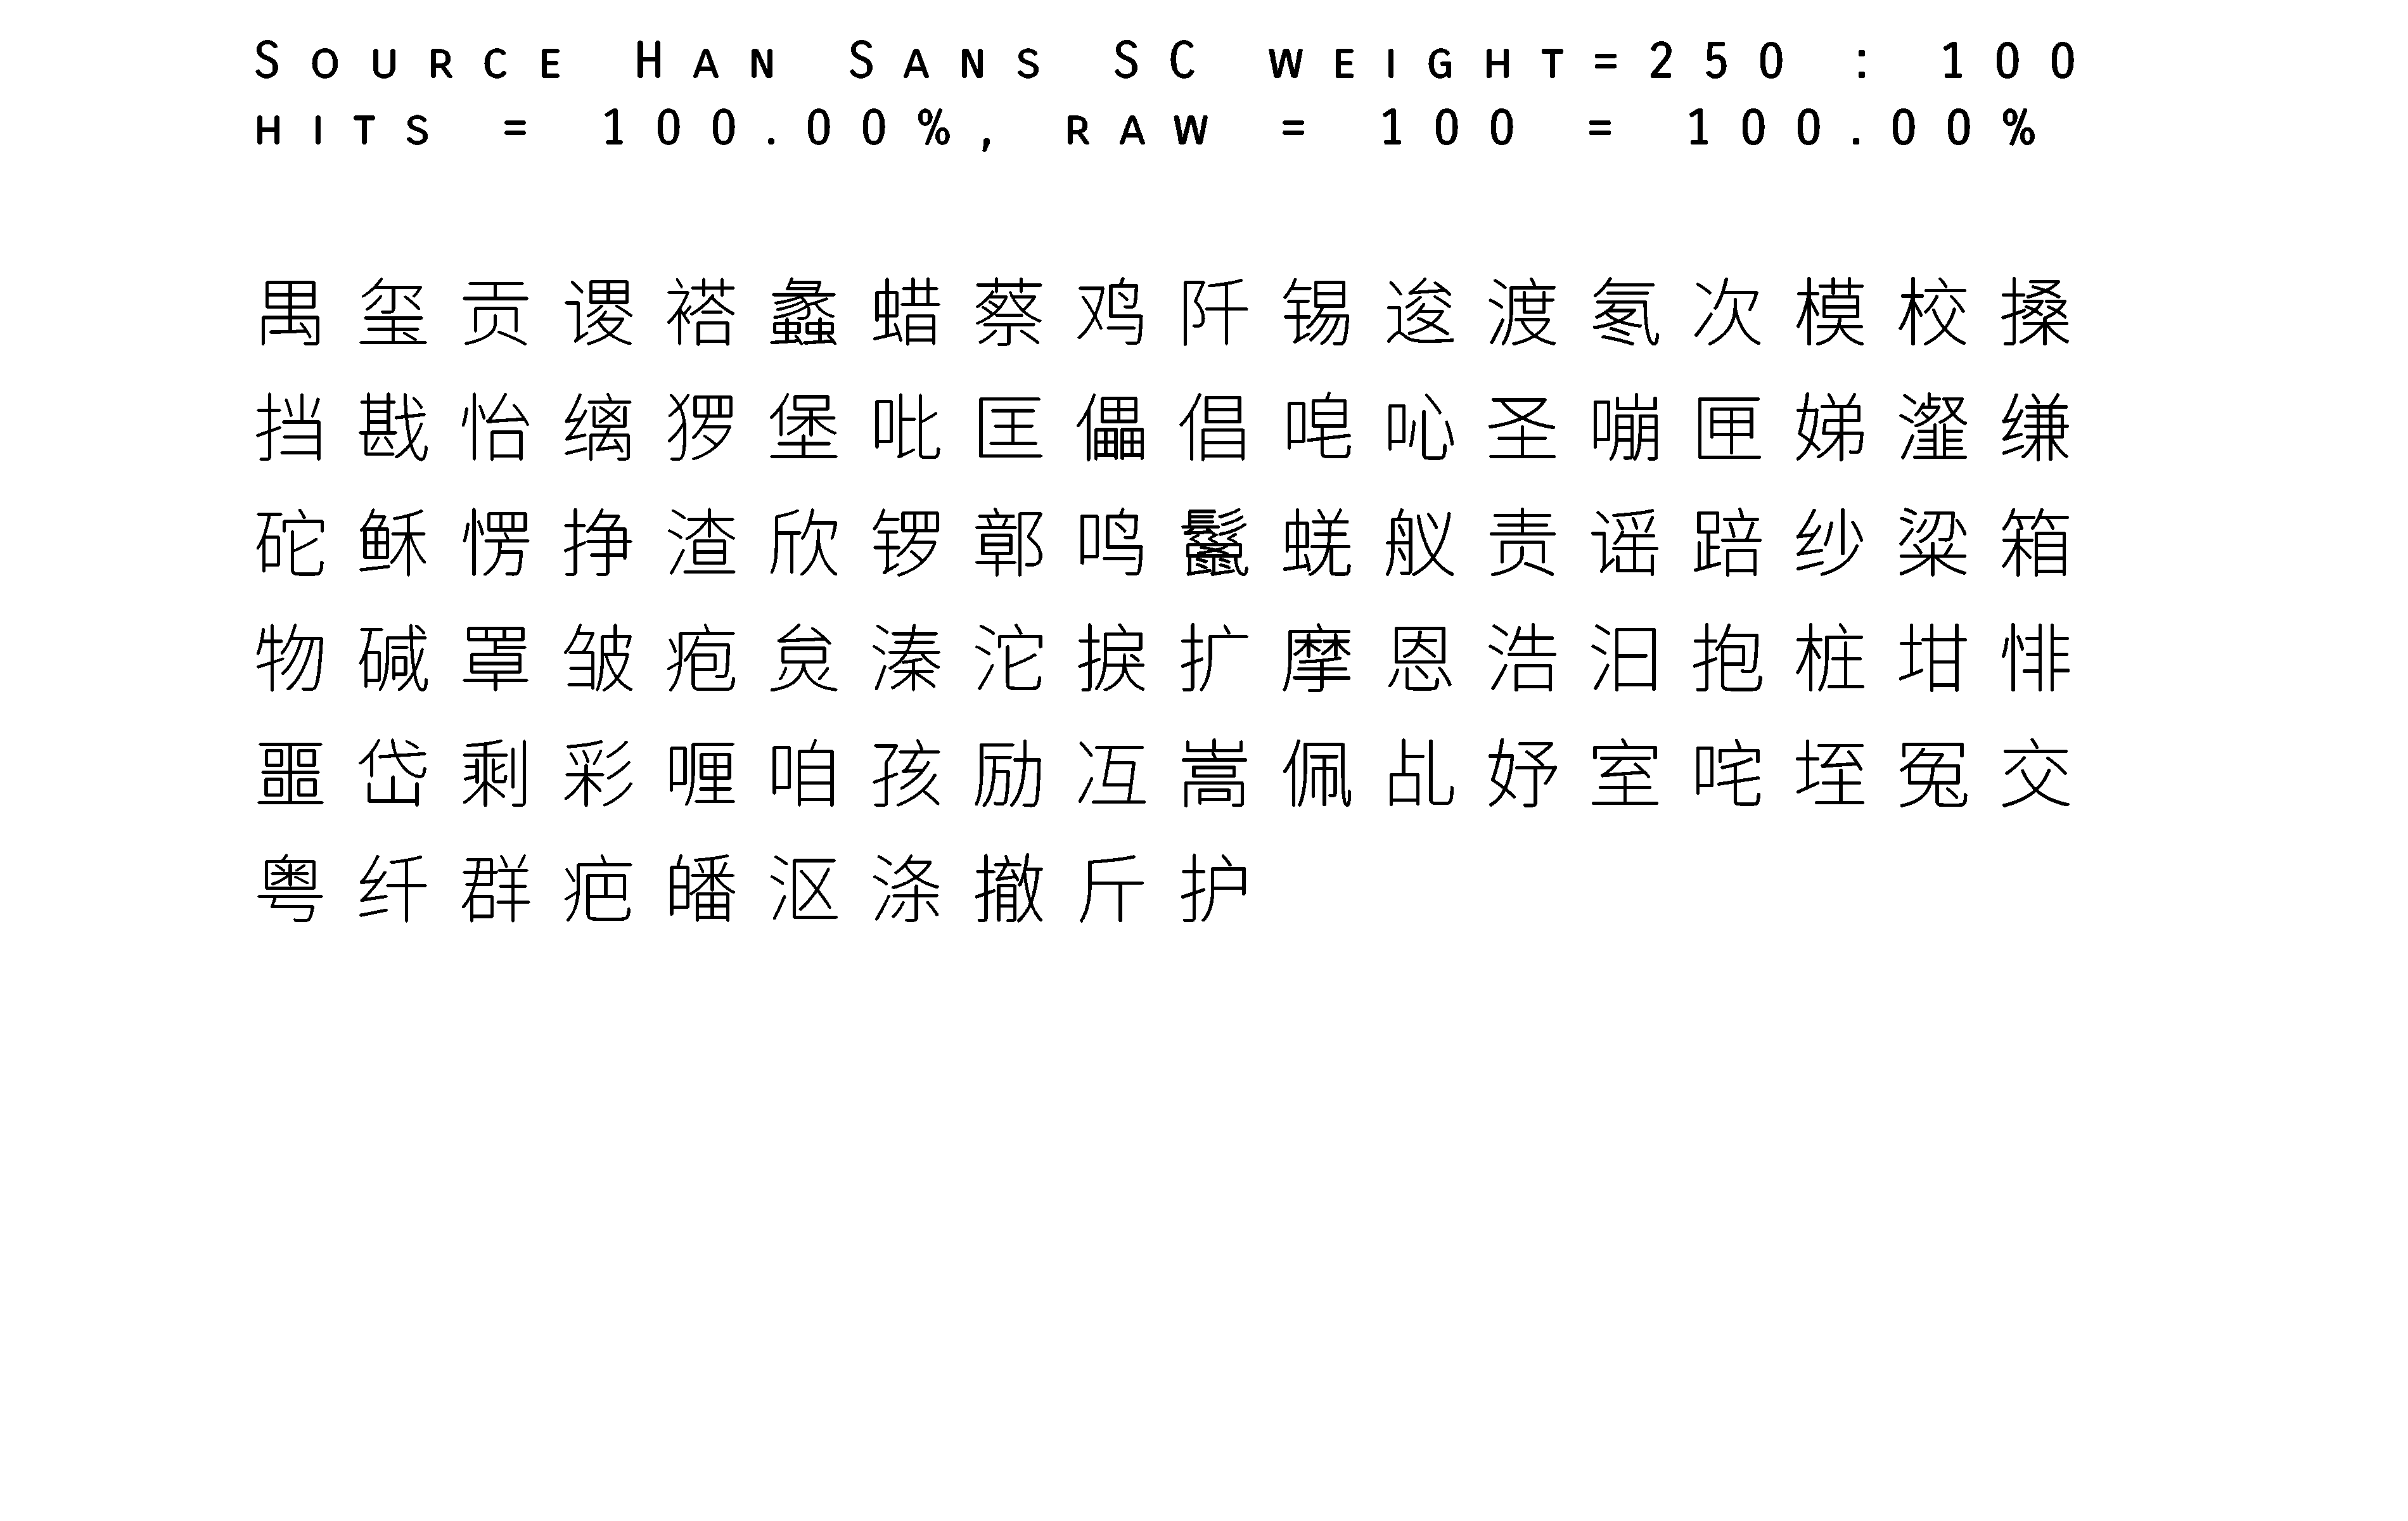 Source Han Sans SC weight=250 : 100
hits = 100.00%, raw = 100 = 100.00%
禺玺贡谡褡蠡蜡蔡鸡阡锡逡渡氡次模校搡
挡戡怡缡猡堡吡匡儡倡唣吣圣嘣匣娣瀣缣
砣稣愣挣渣欣锣鄣鸣鬣蜣舣责谣踣纱粱箱
物碱罩皱疱贠溱沱捩扩摩恩浩汩抱桩坩悱
噩岱剩彩喱咱孩励冱嵩佩乩妤室咤垤冤交
粤纤群疤皤沤涤撤斤护